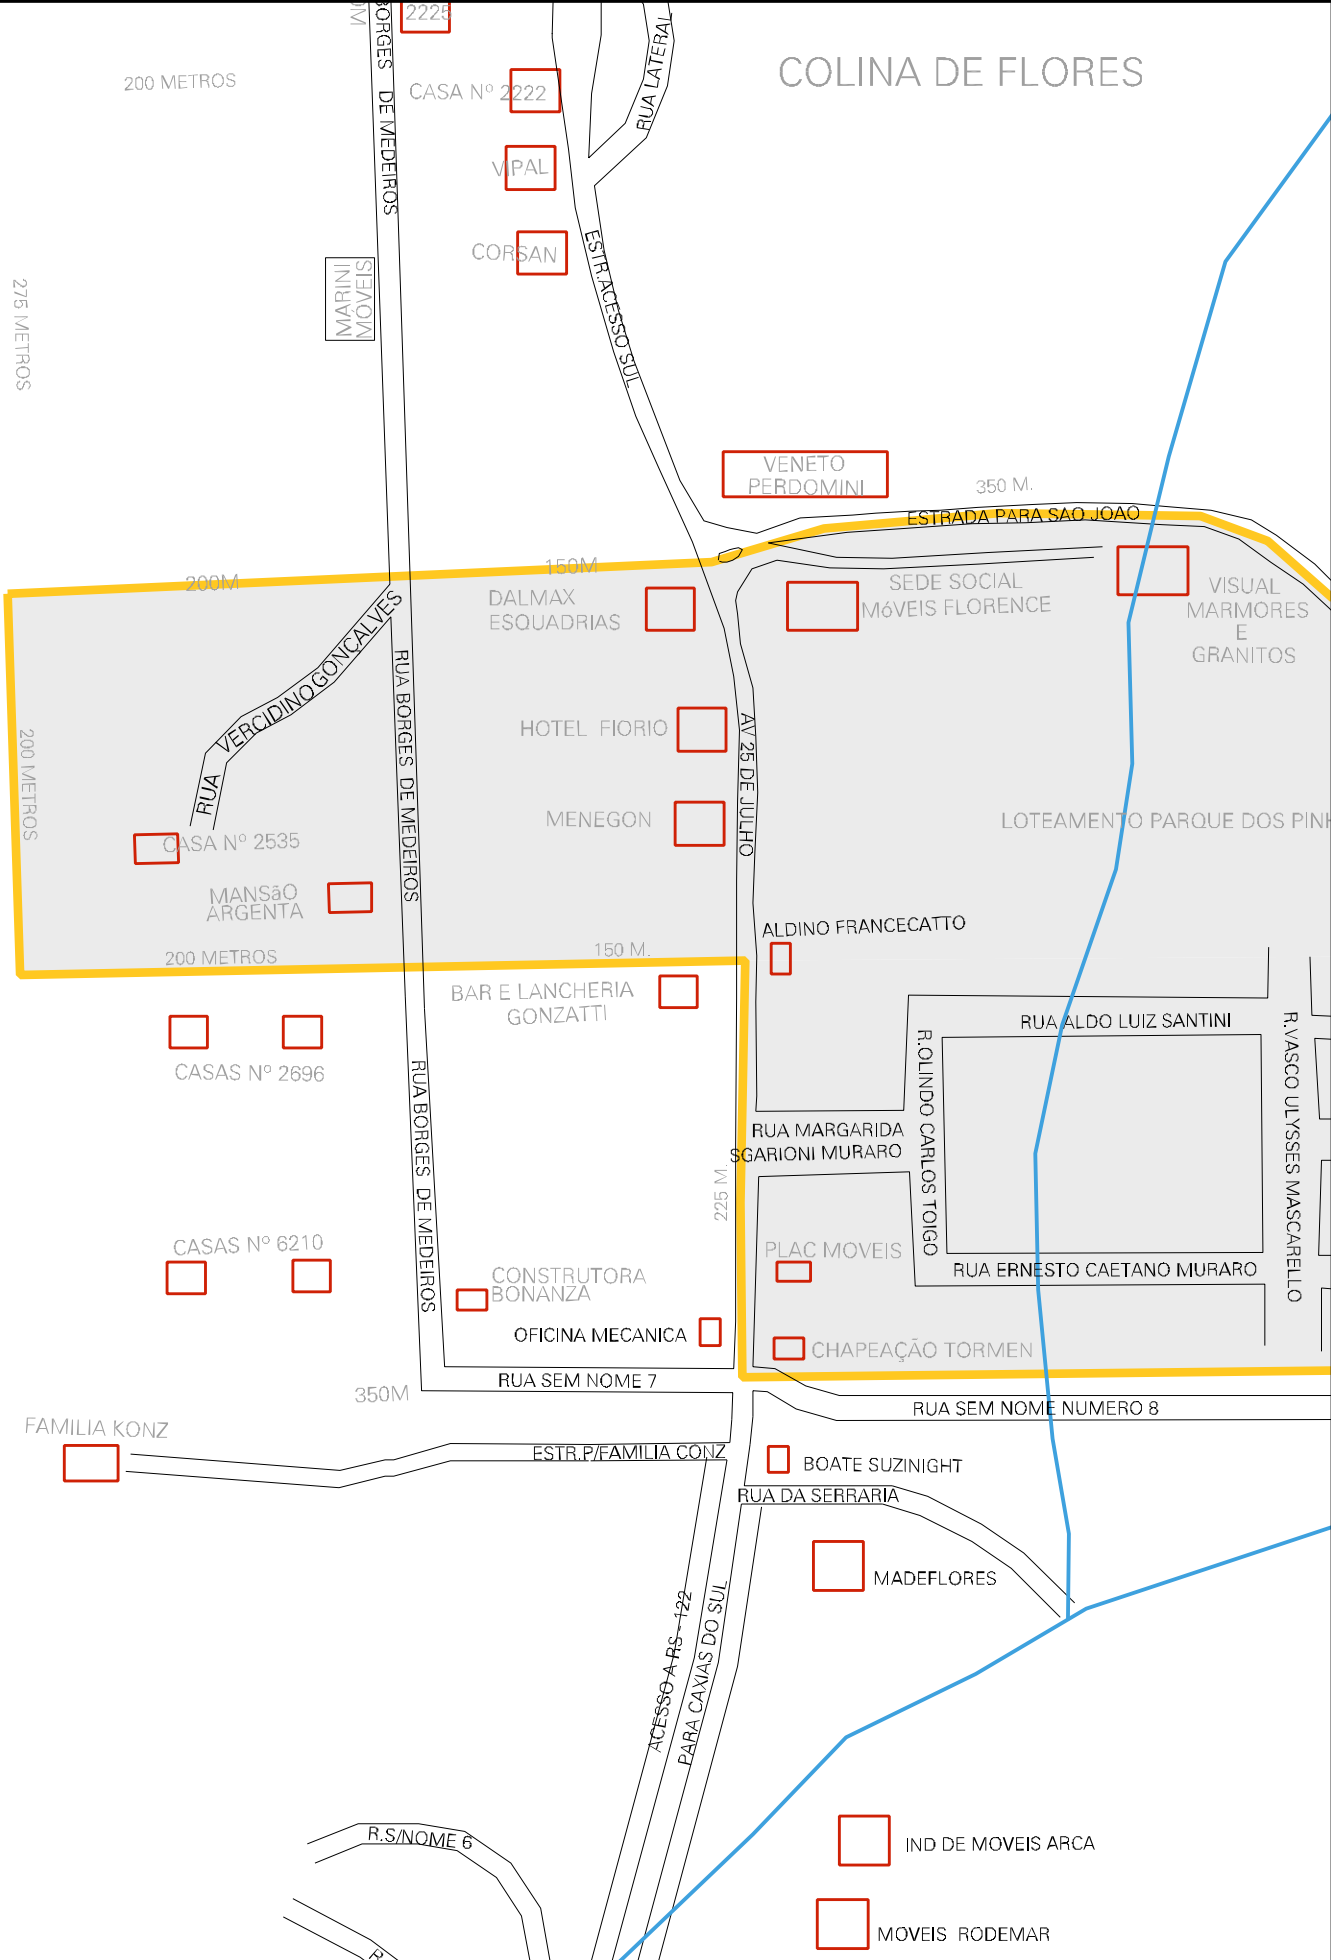 BORGES DE MEDEIROS
2225
COLINA DE FLORES
200 METROS
CASA Nº 2222
RUA LATERAL
VIPAL
CORSAN
ESTR.ACESSO SUL
MARINI
MÓVEIS
275 METROS
VENETO
PERDOMINI
350 M.
ESTRADA PARA SAO JOAO
200M
150M
DALMAX
ESQUADRIAS
SEDE SOCIAL
MóVEIS FLORENCE
VISUAL
MARMORES
E
GRANITOS
RUA VERCIDINO GONÇALVES
RUA BORGES DE MEDEIROS
HOTEL FIORIO
AV 25 DE JULHO
200 METROS
MENEGON
LOTEAMENTO PARQUE DOS PINH
CASA Nº 2535
MANSãO
ARGENTA
ALDINO FRANCECATTO
200 METROS
150 M.
BAR E LANCHERIA
GONZATTI
RUA ALDO LUIZ SANTINI
CASAS Nº 2696
RUA BORGES DE MEDEIROS
R.OLINDO CARLOS TOIGO
R.VASCO ULYSSES MASCARELLO
RUA MARGARIDA
SGARIONI MURARO
225 M.
CASAS Nº 6210
PLAC MOVEIS
RUA ERNESTO CAETANO MURARO
CONSTRUTORA
BONANZA
OFICINA MECANICA
CHAPEAÇÃO TORMEN
RUA SEM NOME 7
350M
RUA SEM NOME NUMERO 8
FAMILIA KONZ
ESTR.P/FAMILIA CONZ
BOATE SUZINIGHT
RUA DA SERRARIA
MADEFLORES
ACESSO A RS - 122
PARA CAXIAS DO SUL
R.S/NOME 6
IND DE MOVEIS ARCA
MOVEIS RODEMAR